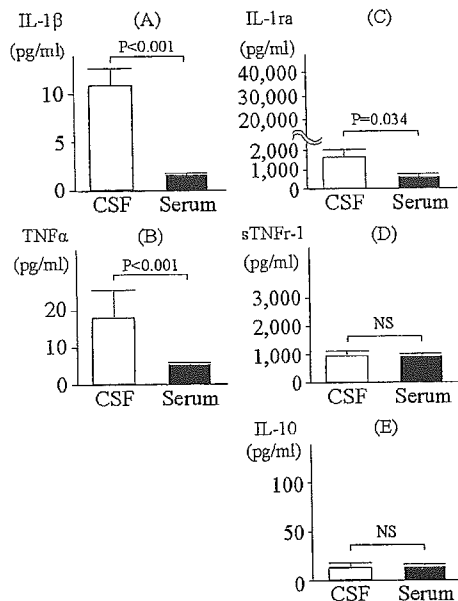 IL-1β (A)
(pg/ml)
P<0.001
10
5
0
CSF Serum
TNFα (B)
(pg/ml)
P<0.001
20
10
0
CSF Serum
IL-1ra (C)
(pg/ml)
40,000
30,000
20,000
P=0.034
2,000
1,000
0
CSF Serum
sTNFr-1 (D)
(pg/ml)
3,000
2,000
NS
1,000
0
CSF Serum
IL-10 (E)
(pg/ml)
100
50
NS
0
CSF Serum